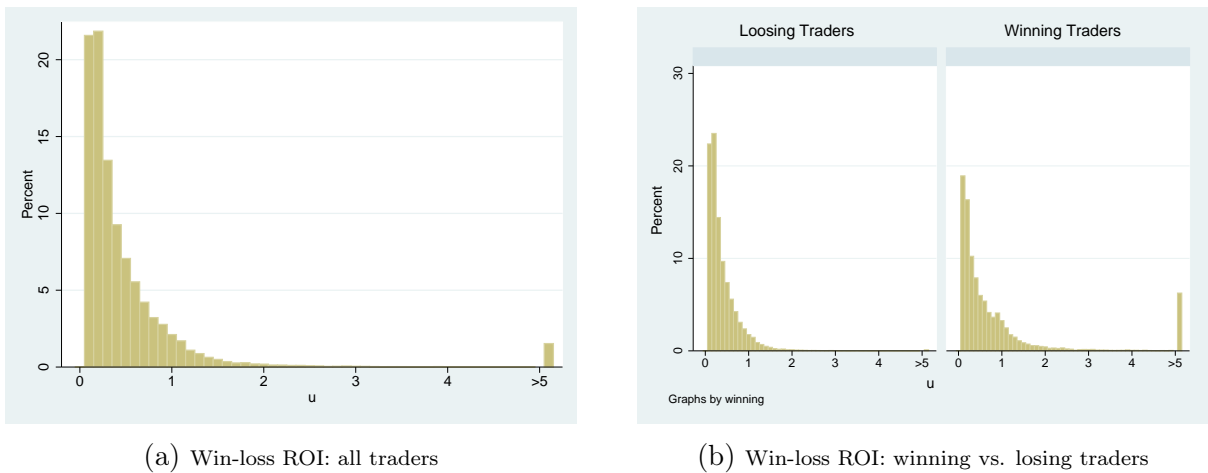 Percent
20
15
10
5
0
0 1 2 3 4 >5
u
(a) Win-loss ROI: all traders
Loosing Traders Winning Traders
Percent
30
20
10
0
0 1 2 3 4 >5 0 1 2 3 4 >5
u
Graphs by winning
(b) Win-loss ROI: winning vs. losing traders